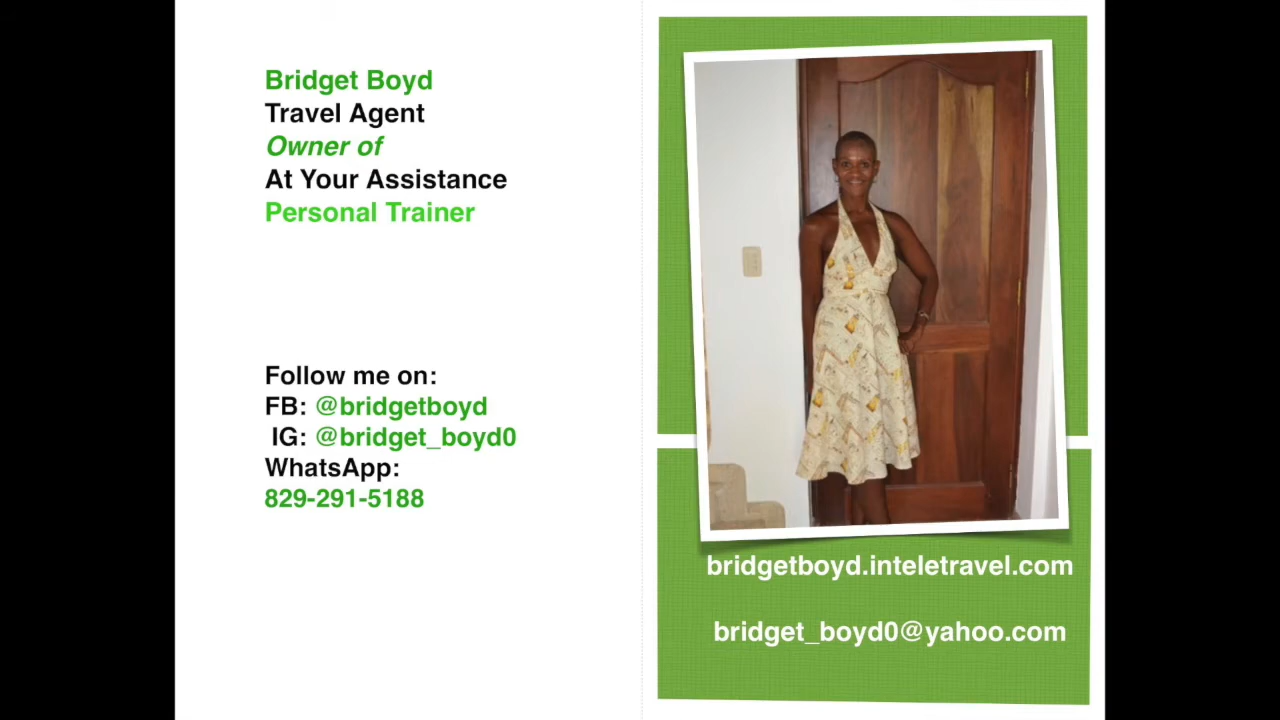 Bridget Boyd
Travel Agent
Owner of
At Your Assistance
Personal Trainer
Follow me on:
FB: @bridgetboyd
IG: @bridget_boyd0
WhatsApp:
829-291-5188
bridgetboyd.inteletravel.com
bridget_boyd0@yahoo.com